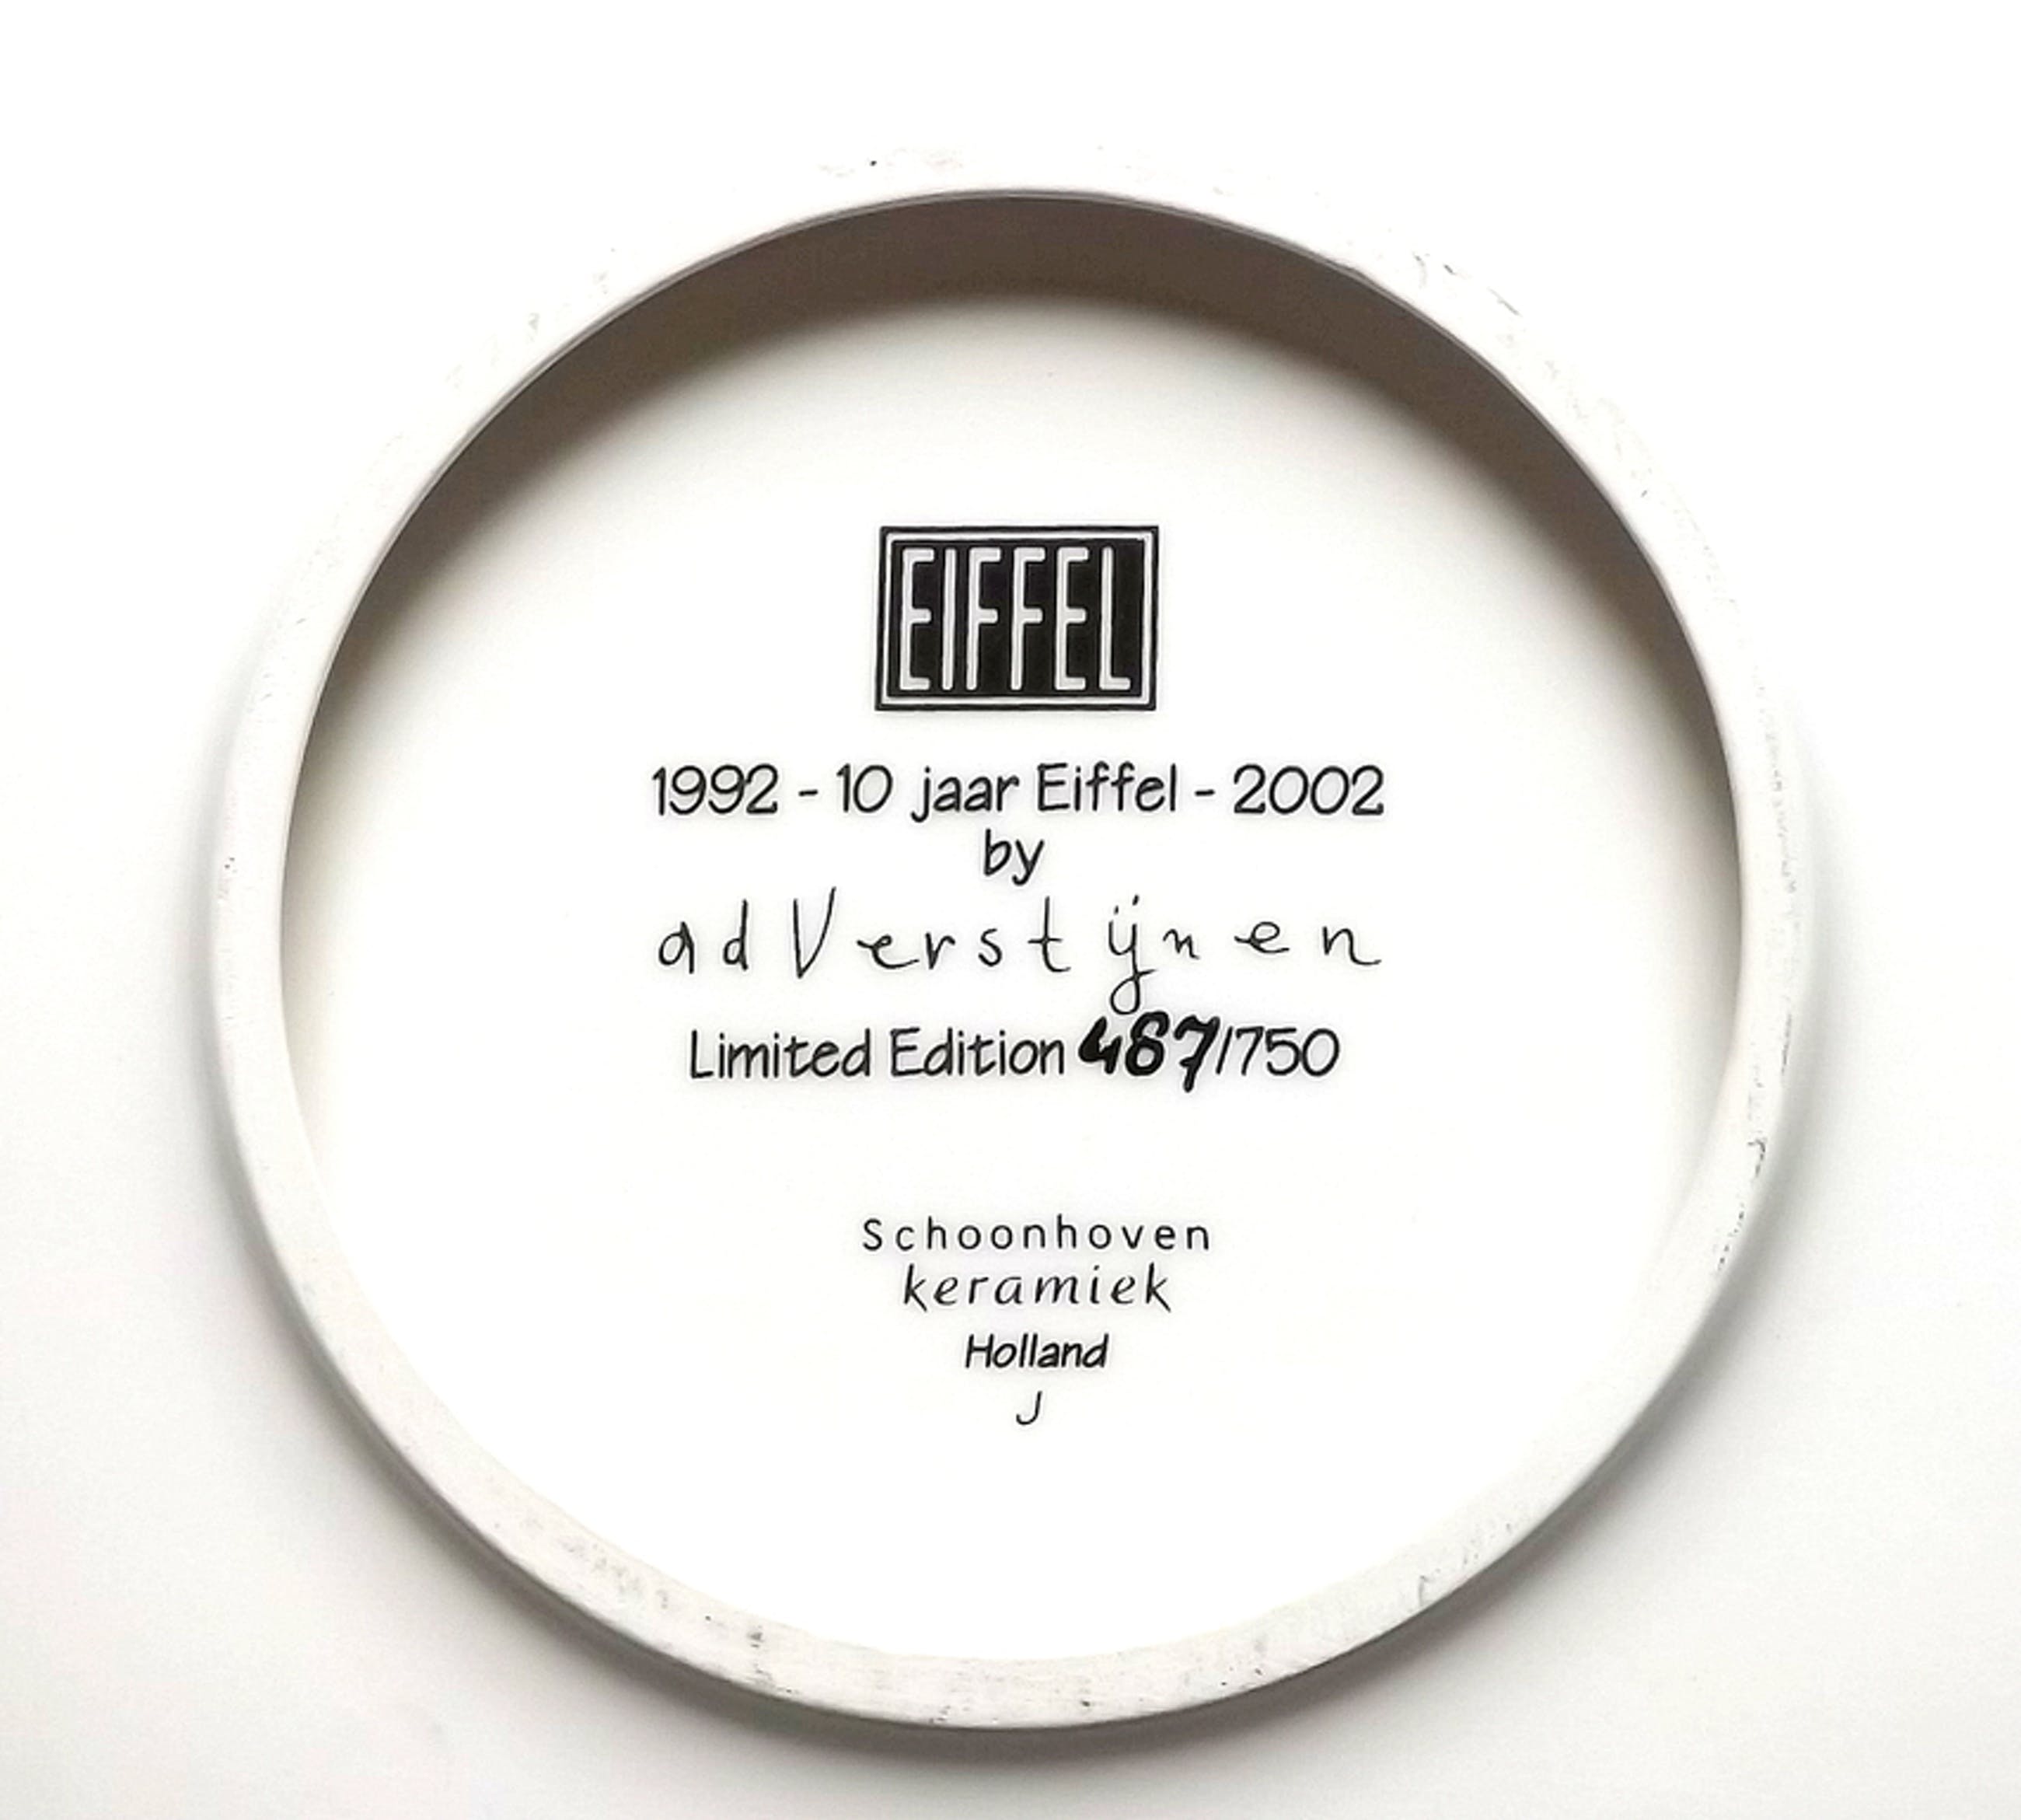 EIFFEL
1992 - 10 jaar Eiffel - 2002
by
ad Verstijnen
Limited Edition 487/750
Schoonhoven
keramiek
Holland
J